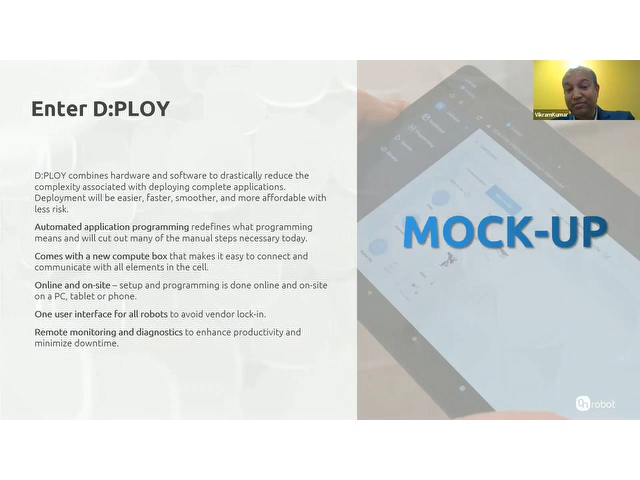 Enter D:PLOY
VikramKumar
D:PLOY combines hardware and software to drastically reduce the
complexity associated with deploying complete applications.
Deployment will be easier, faster, smoother, and more affordable with
less risk.
Automated application programming redefines what programming
means and will cut out many of the manual steps necessary today.
Comes with a new compute box that makes it easy to connect and
communicate with all elements in the cell.
Online and on-site – setup and programming is done online and on-site
on a PC, tablet or phone.
One user interface for all robots to avoid vendor lock-in.
Remote monitoring and diagnostics to enhance productivity and
minimize downtime.
MOCK-UP
On robot